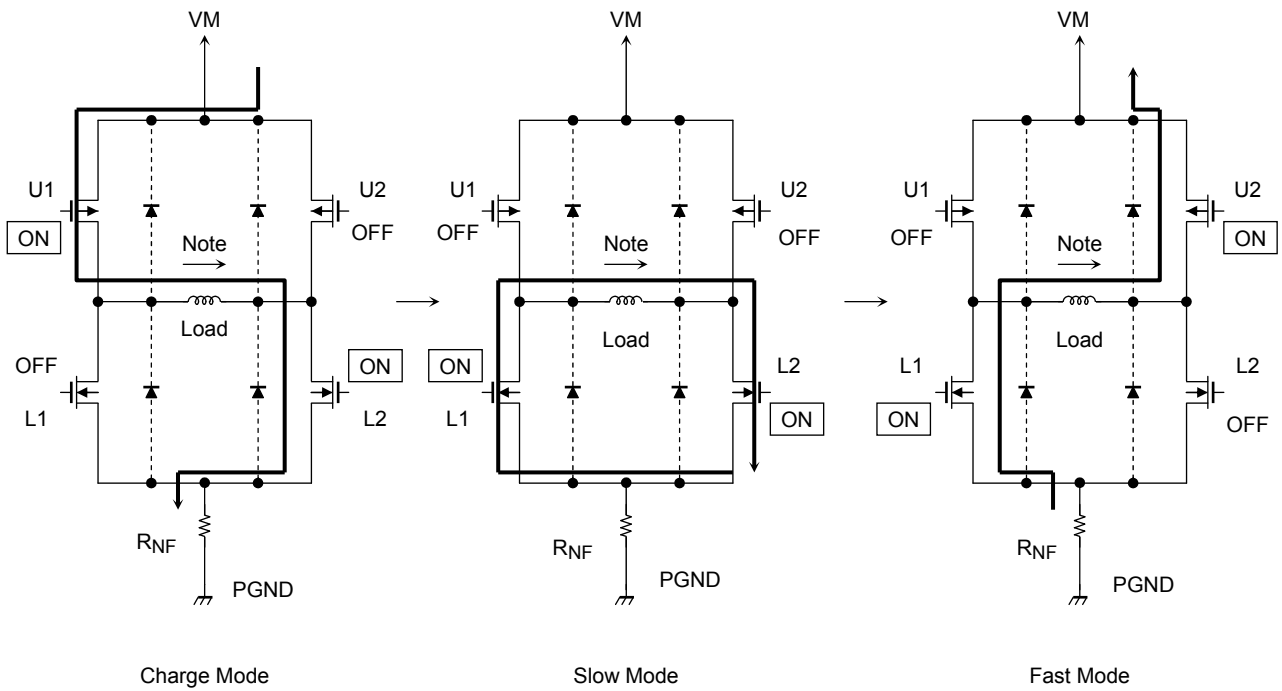 VM
U1
ON
U2
OFF
Note
Load
OFF
L1
ON
L2
RNF
PGND
Charge Mode
VM
U1
OFF
U2
OFF
Note
Load
ON
L1
L2
ON
RNF
PGND
Slow Mode
VM
U1
OFF
U2
ON
Note
Load
L1
ON
L2
OFF
RNF
PGND
Fast Mode